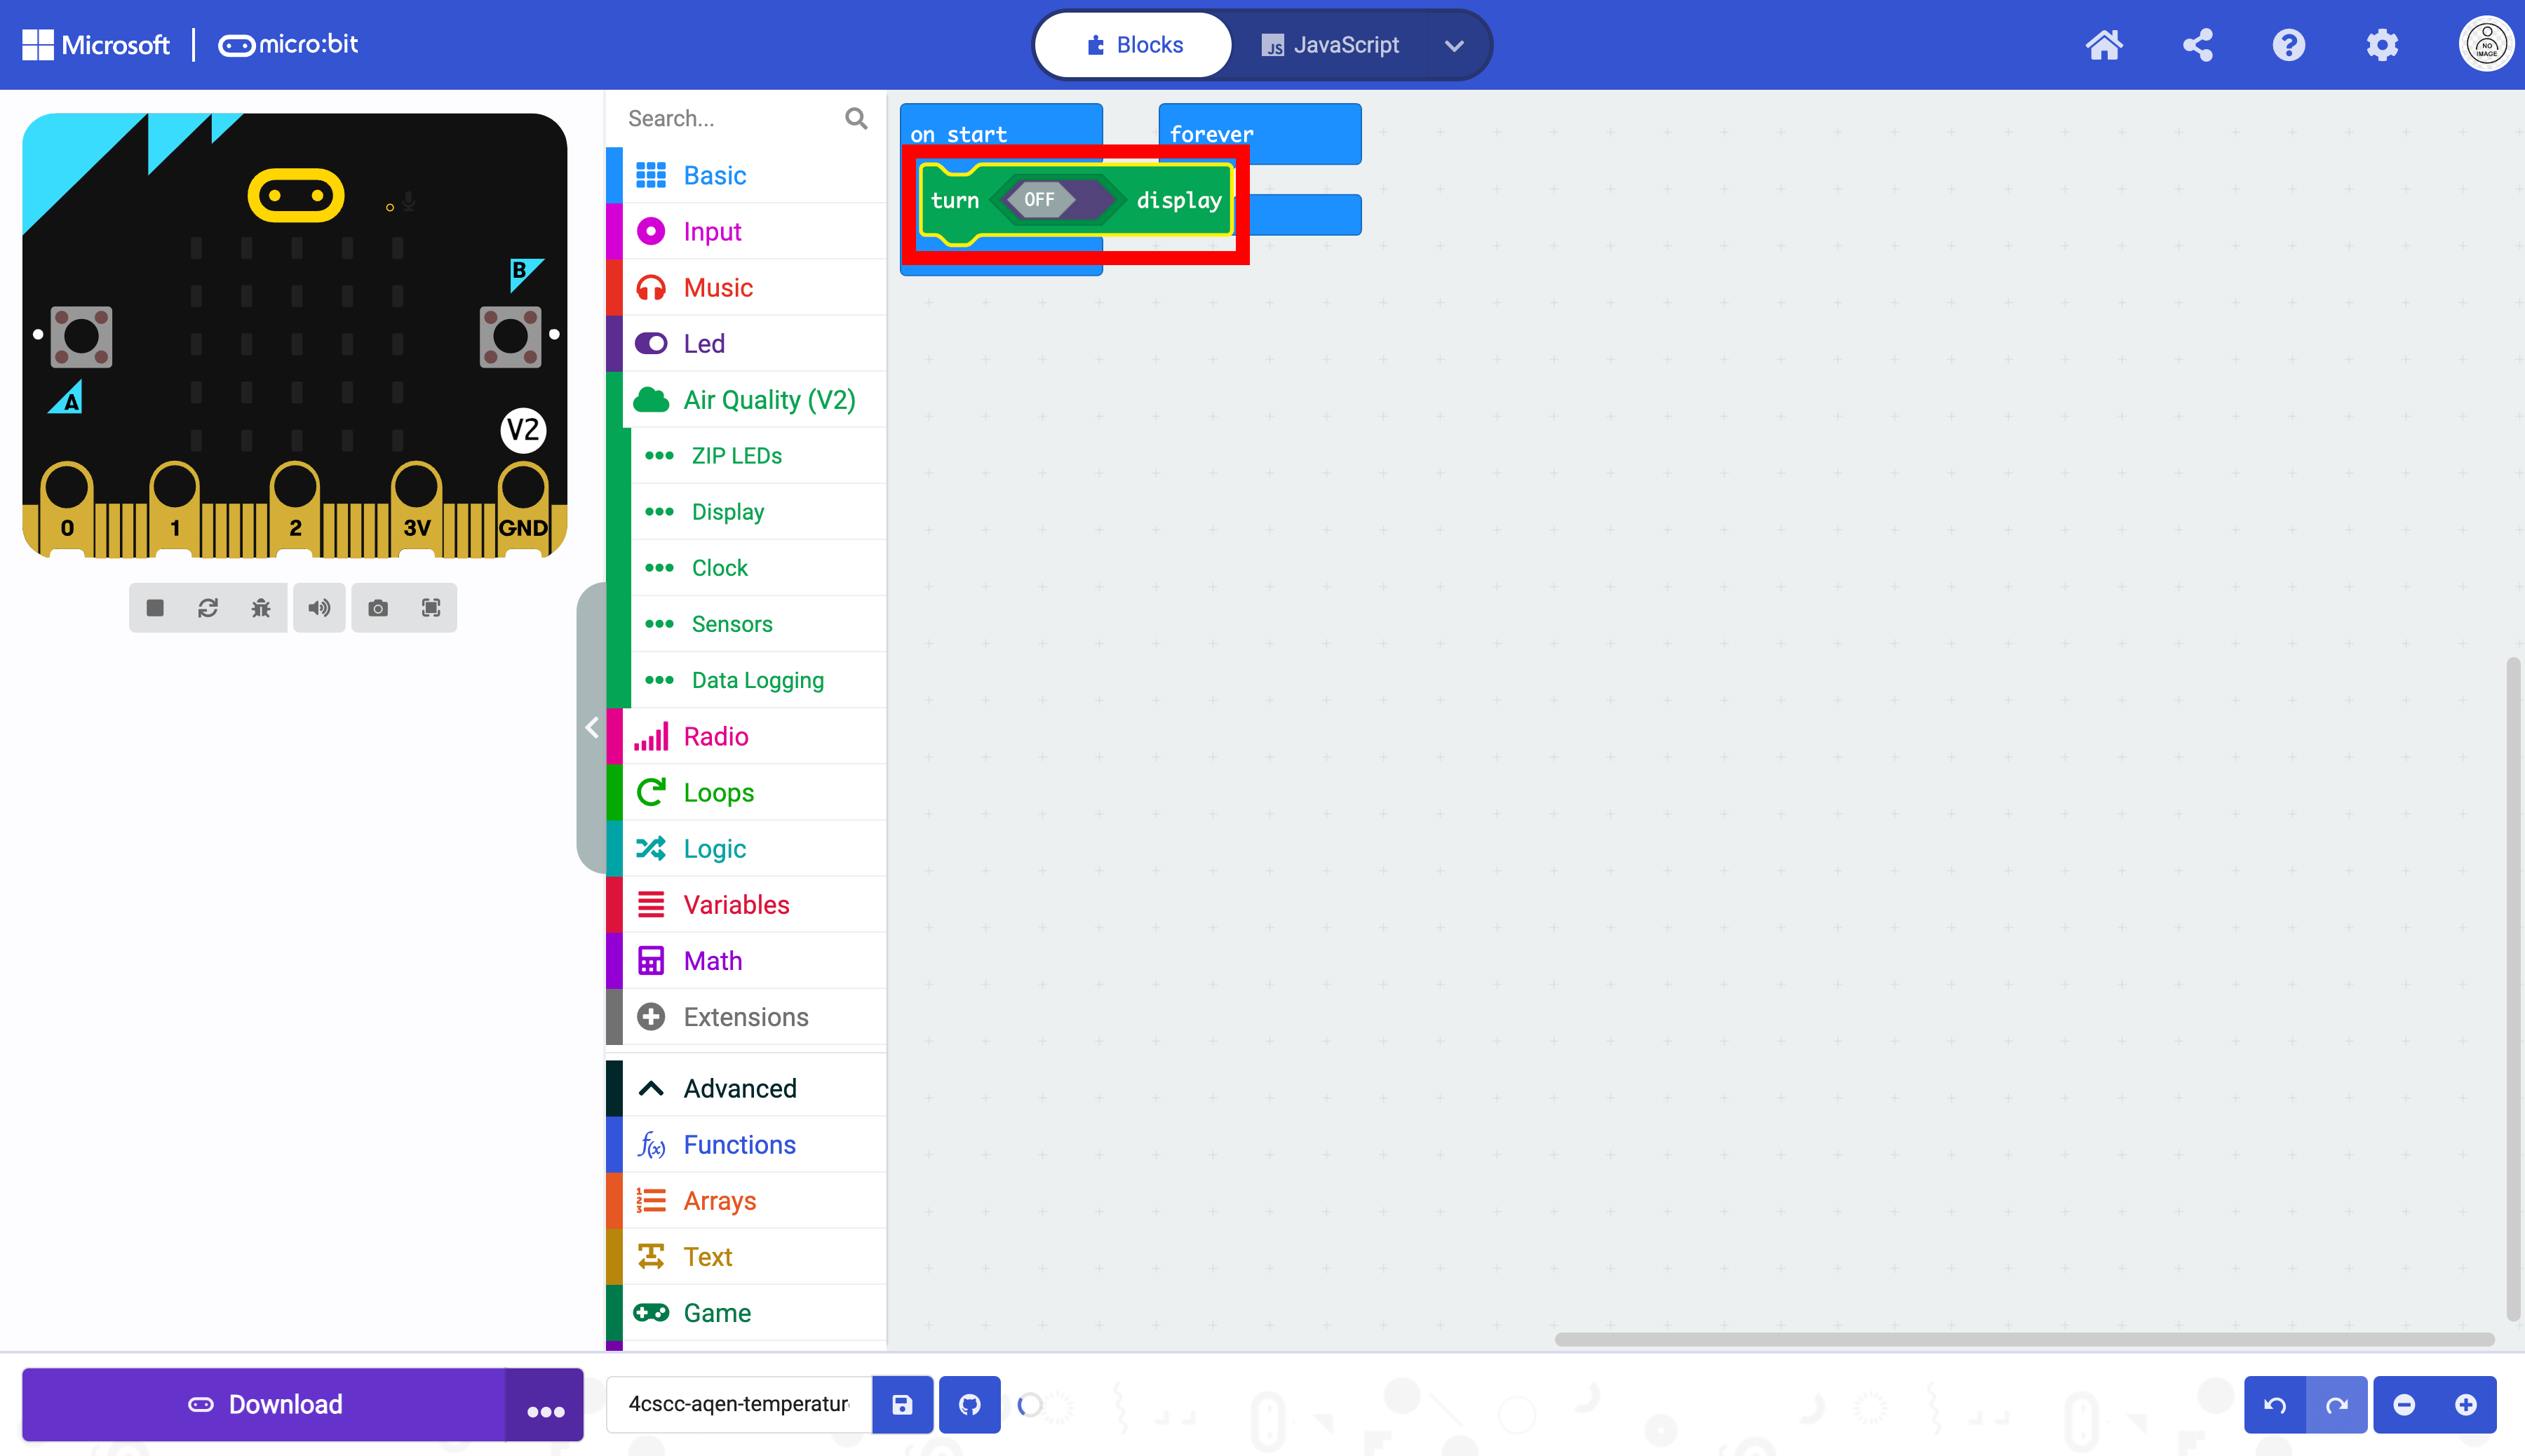 Microsoft | micro:bit
Blocks
JavaScript
NO
IMAGE
B
A
V2
0 1 2 3V GND
Search...
Basic
Input
Music
Led
Air Quality (V2)
ZIP LEDs
Display
Clock
Sensors
Data Logging
Radio
Loops
Logic
Variables
Math
Extensions
Advanced
Functions
Arrays
Text
Game
on start
turn OFF display
forever
Download
4cscc-aqen-temperatur